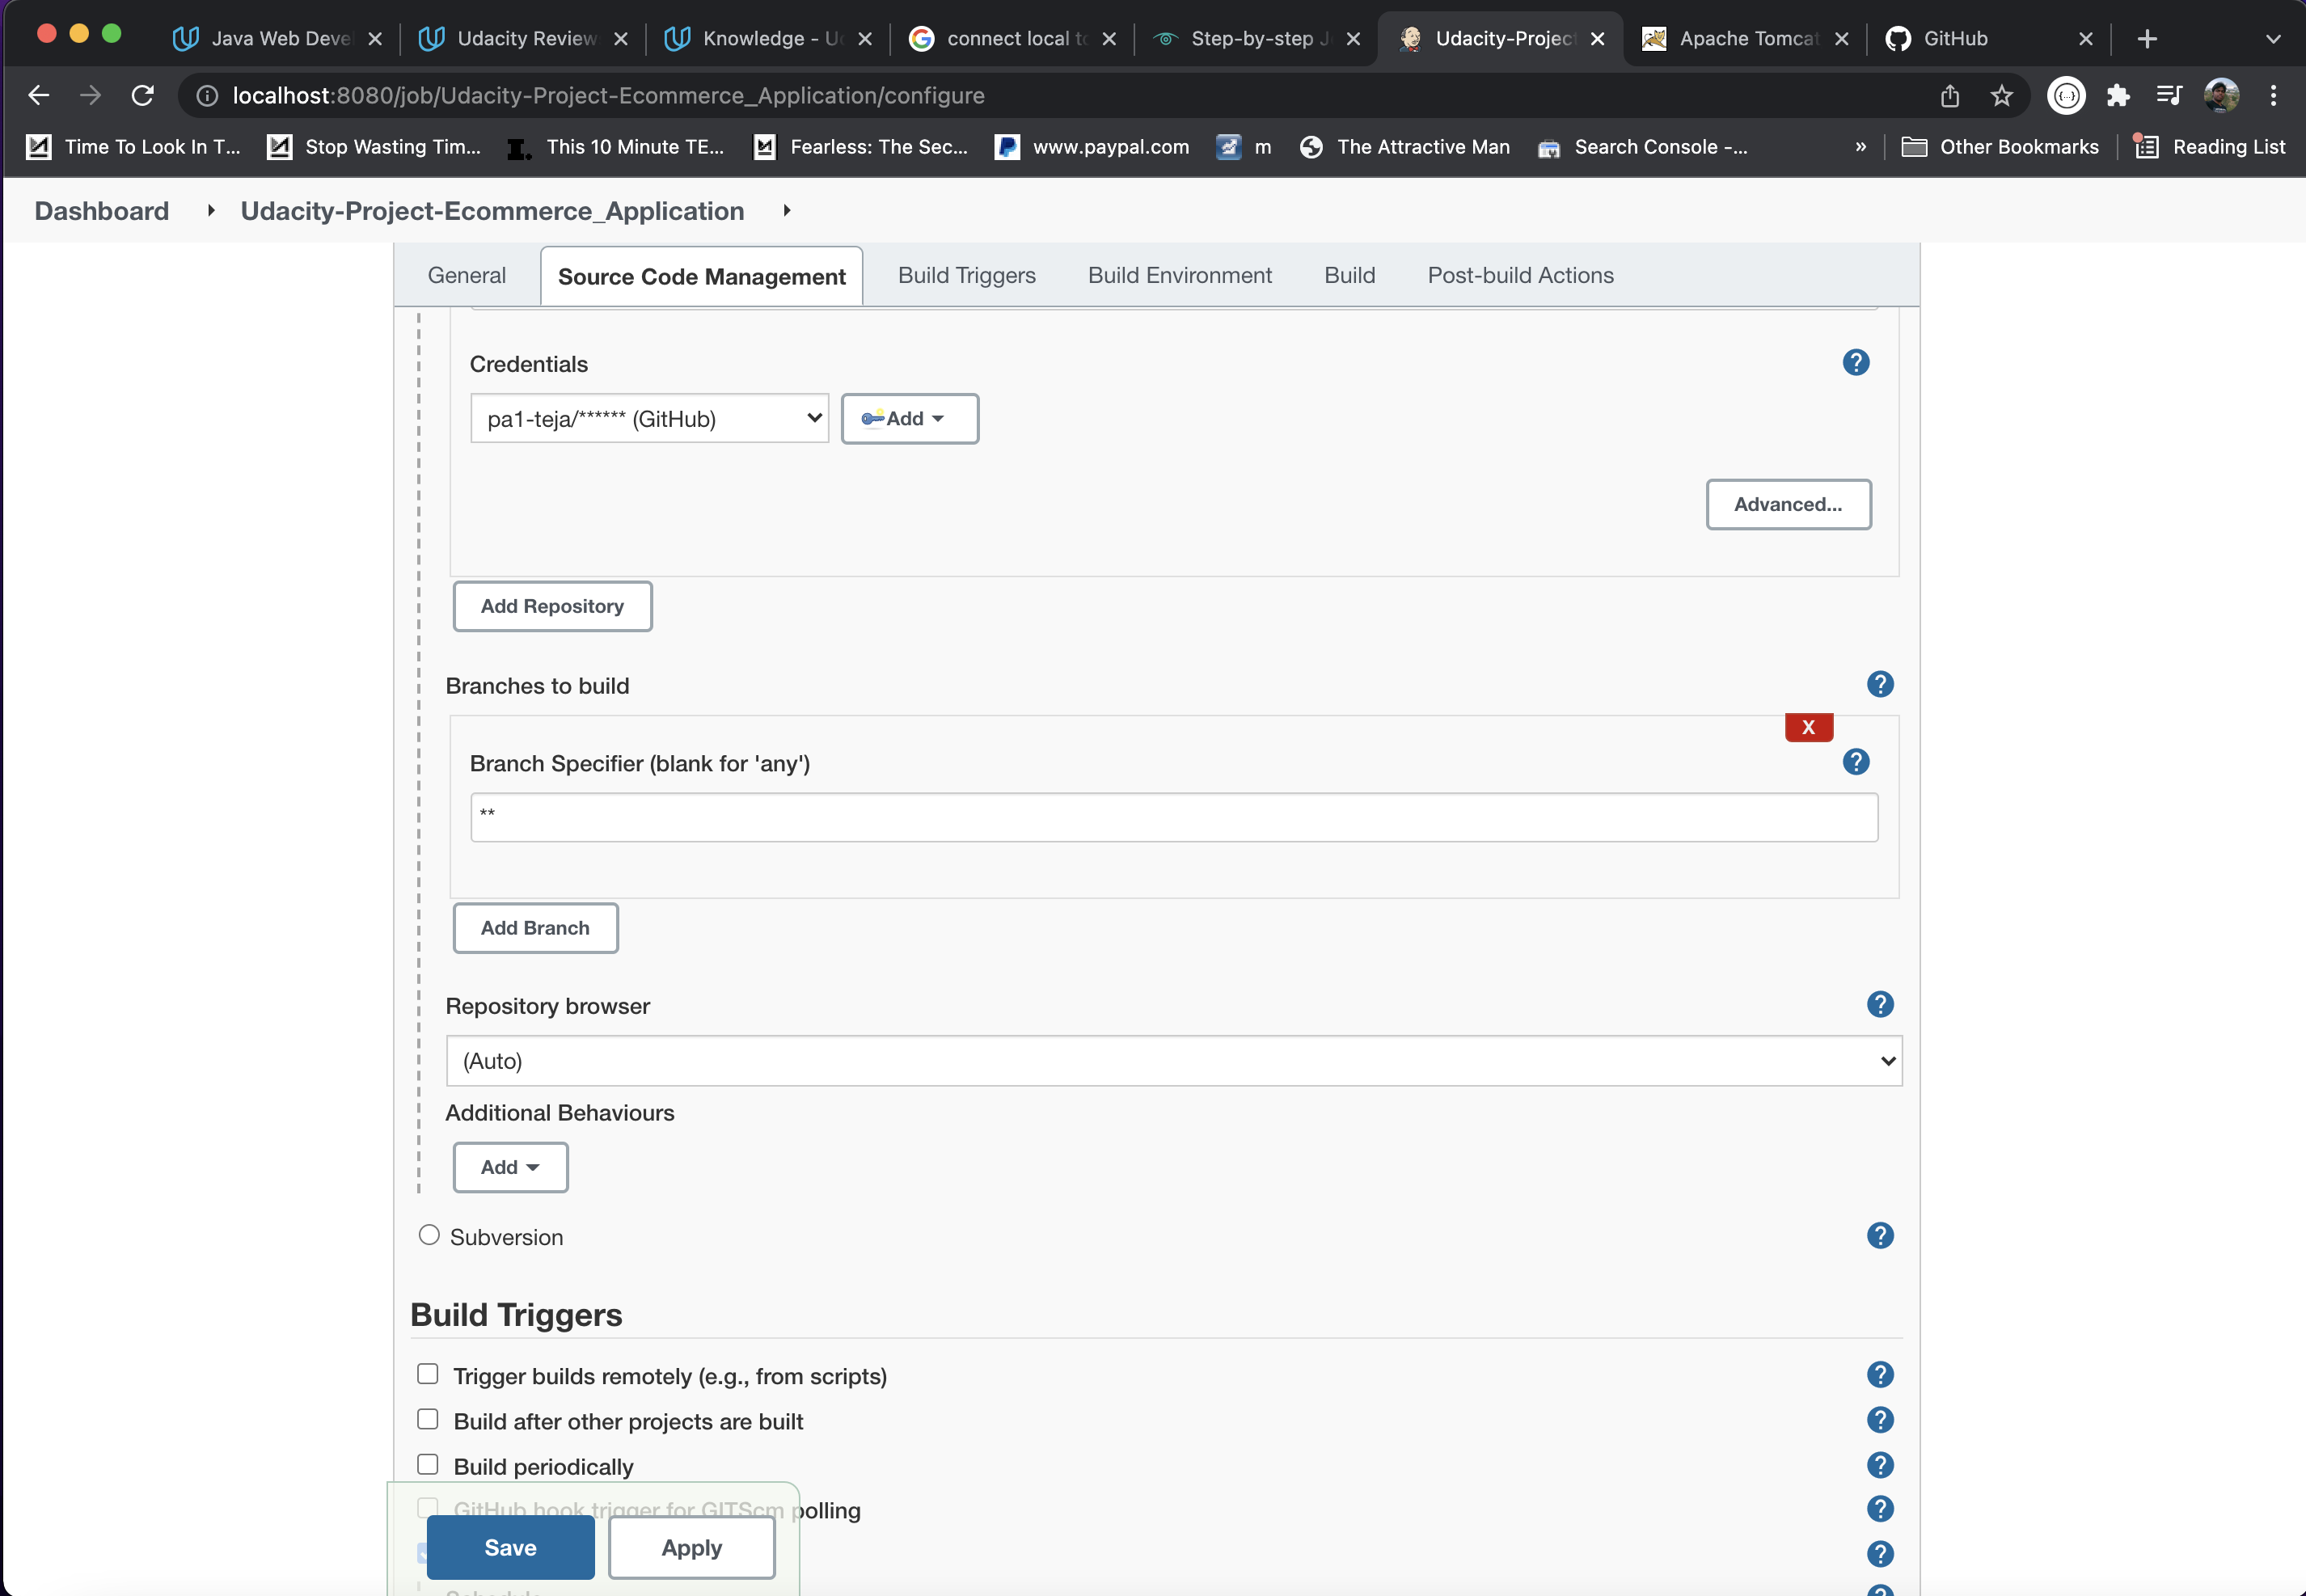 Java Web Deve
Udacity Review
Knowledge - U
connect local to
Step-by-step J
Udacity-Project
Apache Tomcat
GitHub
localhost:8080/job/Udacity-Project-Ecommerce_Application/configure
Time To Look In T...
Stop Wasting Tim...
This 10 Minute TE...
Fearless: The Sec...
www.paypal.com
m
The Attractive Man
Search Console -...
»
Other Bookmarks
Reading List
Dashboard
Udacity-Project-Ecommerce_Application
General
Source Code Management
Build Triggers
Build Environment
Build
Post-build Actions
Credentials
pa1-teja/****** (GitHub)
Add
Advanced...
Add Repository
Branches to build
X
Branch Specifier (blank for 'any')
**
Add Branch
Repository browser
(Auto)
Additional Behaviours
Add
Subversion
Build Triggers
Trigger builds remotely (e.g., from scripts)
Build after other projects are built
Build periodically
GitHub hook trigger for GITScm polling
Save
Apply